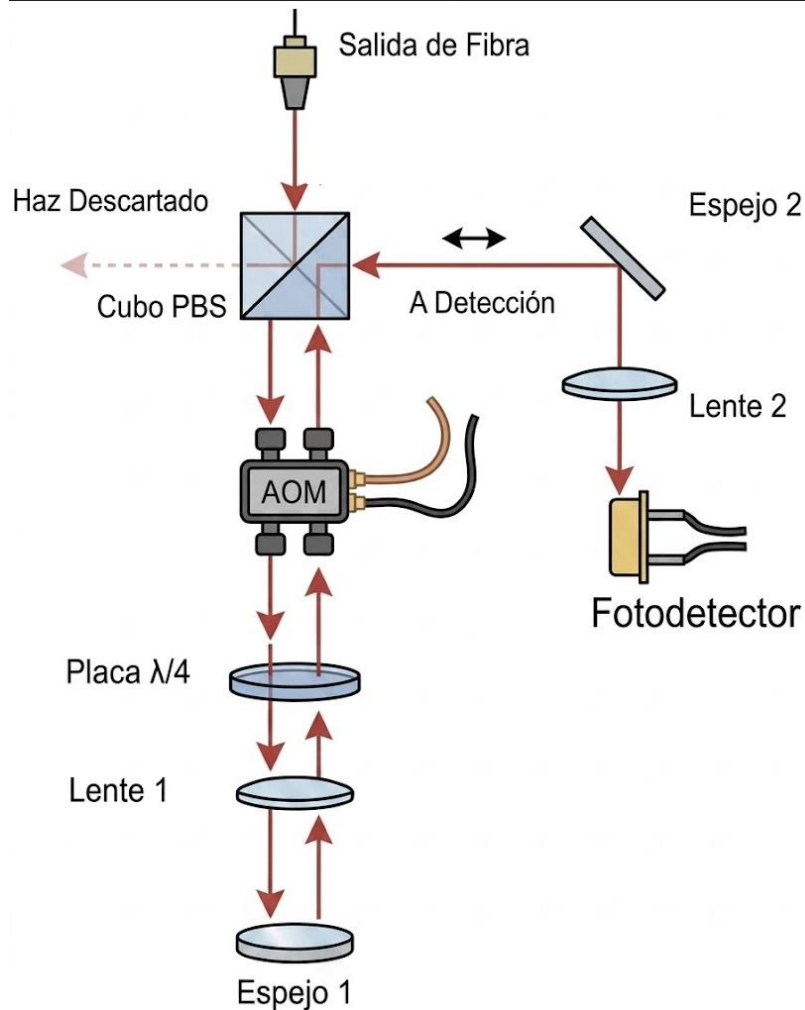 Salida de Fibra
Haz Descartado
Espejo 2
Cubo PBS
A Detección
Lente 2
AOM
Fotodetector
Placa λ/4
Lente 1
Espejo 1